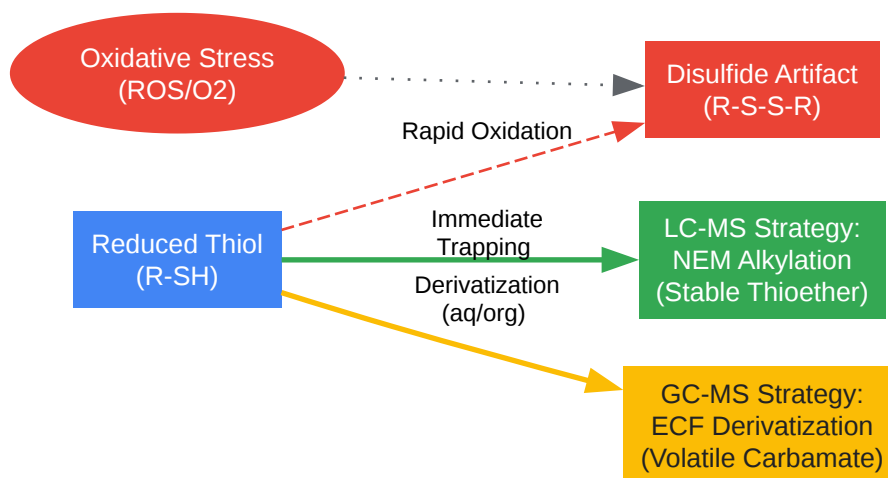 Oxidative Stress
(ROS/O2)
Disulfide Artifact
(R-S-S-R)
Rapid Oxidation
Reduced Thiol
(R-SH)
Immediate
Trapping
LC-MS Strategy:
NEM Alkylation
(Stable Thioether)
Derivatization
(aq/org)
GC-MS Strategy:
ECF Derivatization
(Volatile Carbamate)